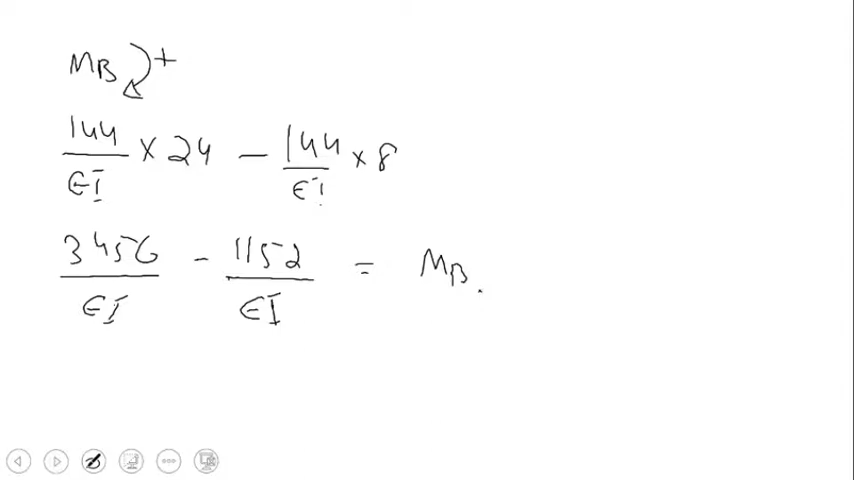 MB +
144/EI × 24 - 144/EI × 8
3456/EI - 1152/EI = MB.